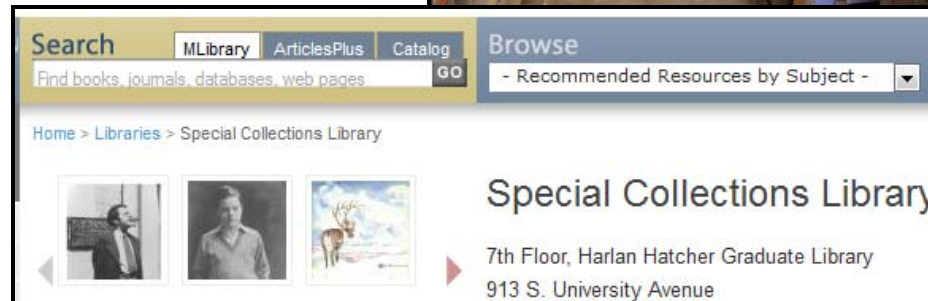 Search MLibrary ArticlesPlus Catalog
Find books, journals, databases, web pages GO
Browse
- Recommended Resources by Subject -
Home > Libraries > Special Collections Library
Special Collections Library
7th Floor, Harlan Hatcher Graduate Library
913 S. University Avenue